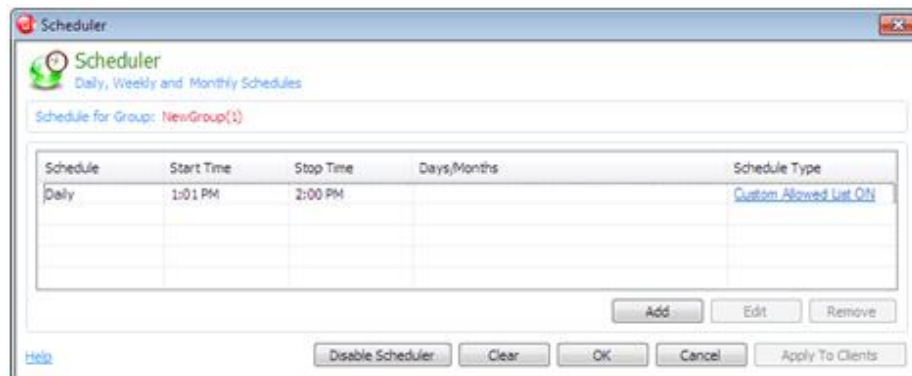 Scheduler
Scheduler
Daily, Weekly and Monthly Schedules
Schedule for Group: NewGroup(1)
Schedule Start Time Stop Time Days/Months Schedule Type
Daily 1:01 PM 2:00 PM Custom Allowed List ON
Add Edit Remove
Help Disable Scheduler Clear OK Cancel Apply To Clients